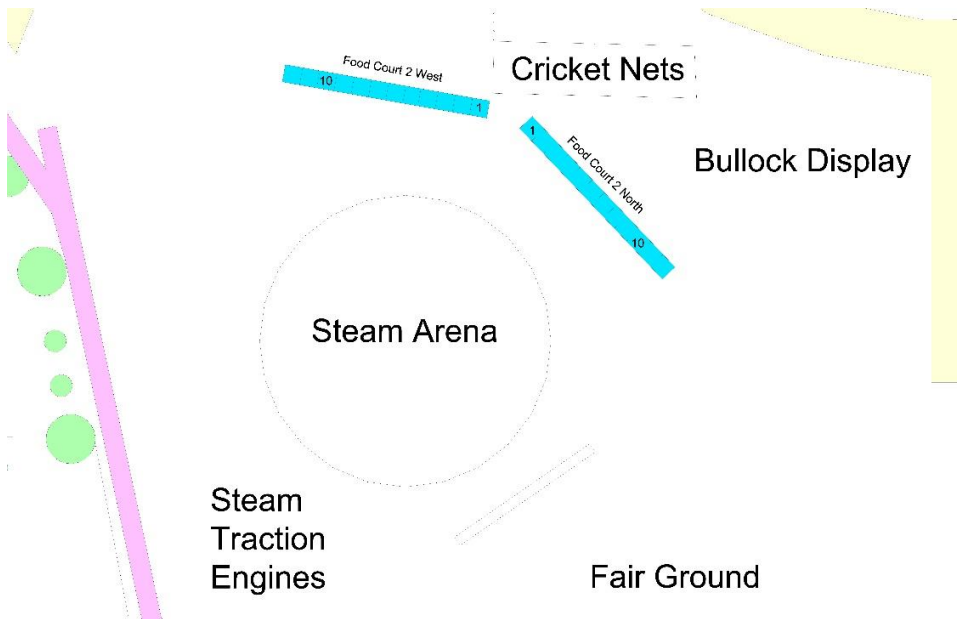 Food Court 2 West
10
1
Cricket Nets
1
Food Court 2 North
10
Bullock Display
Steam Arena
Steam
Traction
Engines
Fair Ground